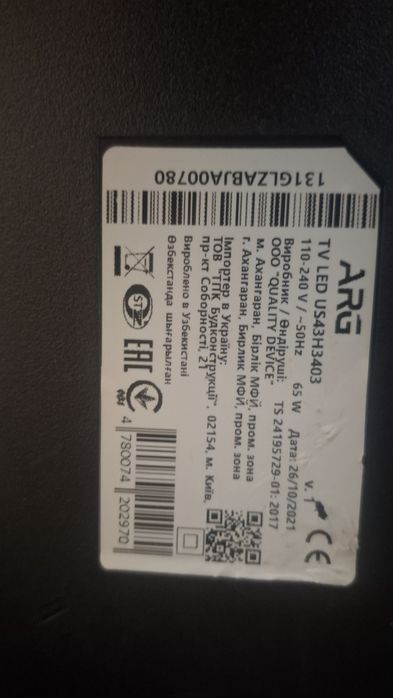 131GLZABJA00780
ARG
CE
TV LED US43H3403
v. 1
110-240 V / ~50Hz 65 W Дата: 26/10/2021
Виробник / Өндіруші: TS 24195729-01: 2017
ООО "QUALITY DEVICE"
м. Ахангаран, Бірлік МФЙ, пром. зона
г. Ахангаран, Бирлик МФЙ, пром. зона
Імпортер в Україну:
ТОВ "ТПК Будконструкції", 02154, м. Київ,
пр-кт Соборності, 21
Вироблено в Узбекистані
Өзбекстанда шығарылған
EAC
4 780074 202970